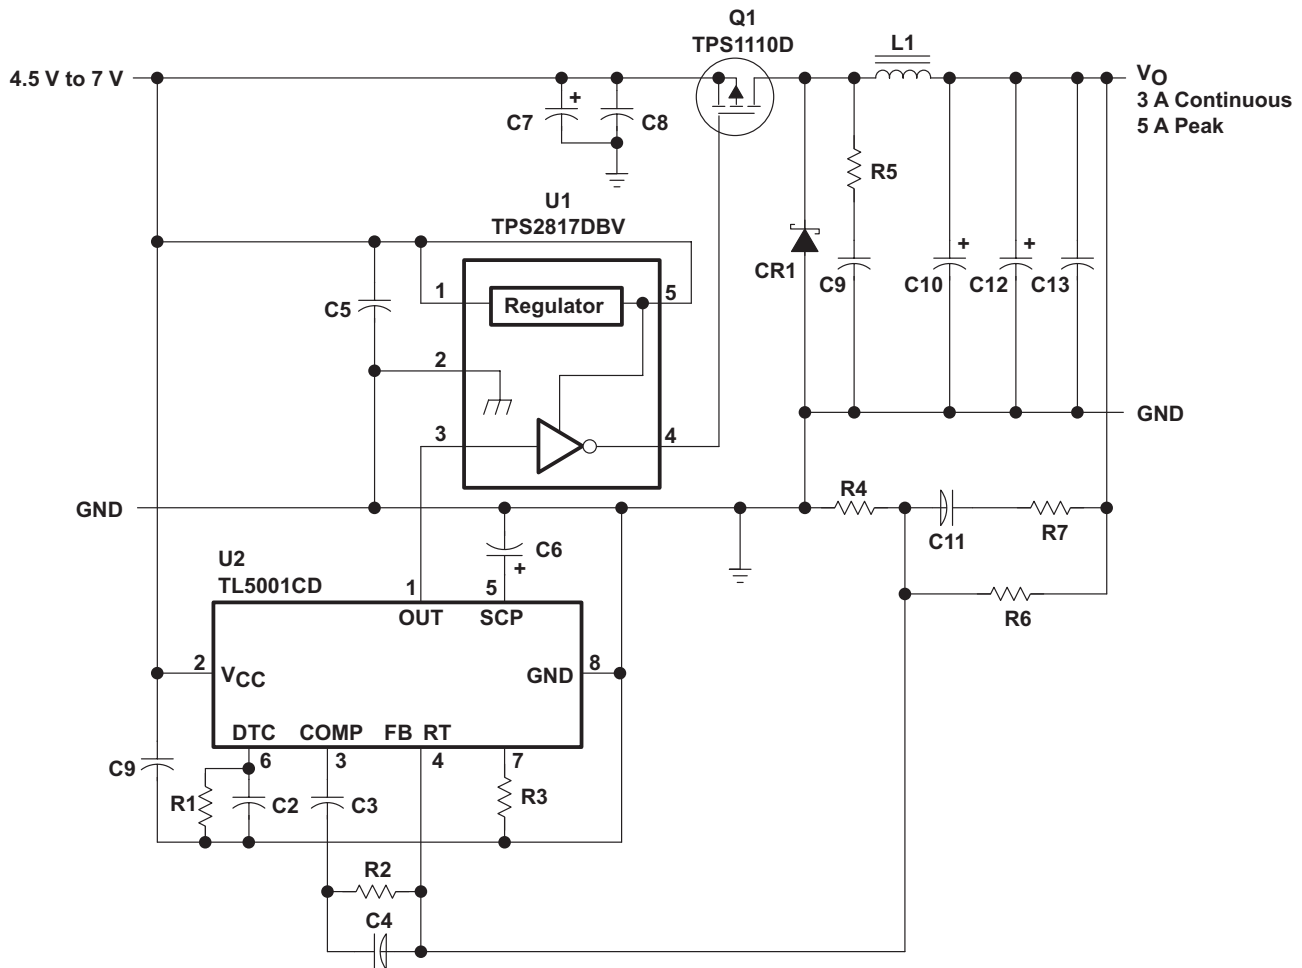 Q1
TPS1110D
L1
4.5 V to 7 V
VO
3 A Continuous
5 A Peak
C7
+
C8
R5
U1
TPS2817DBV
CR1
C9
C10
+
C12
+
C13
C5
1
Regulator
5
2
3
4
GND
GND
R4
C11
R7
R6
C6
+
U2
TL5001CD
1
5
OUT
SCP
2
VCC
GND
8
DTC
COMP
FB
RT
6
3
4
7
C9
R1
C2
C3
R3
R2
C4